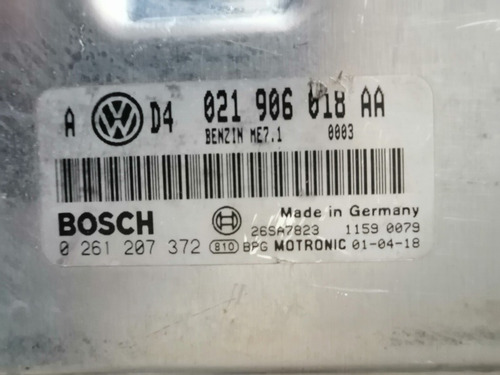 A D4 021 906 018 AA
BENZIN ME7.1 0003
BOSCH Made in Germany
26SA7823 1159 0079
0 261 207 372 810 BPG MOTRONIC 01-04-18